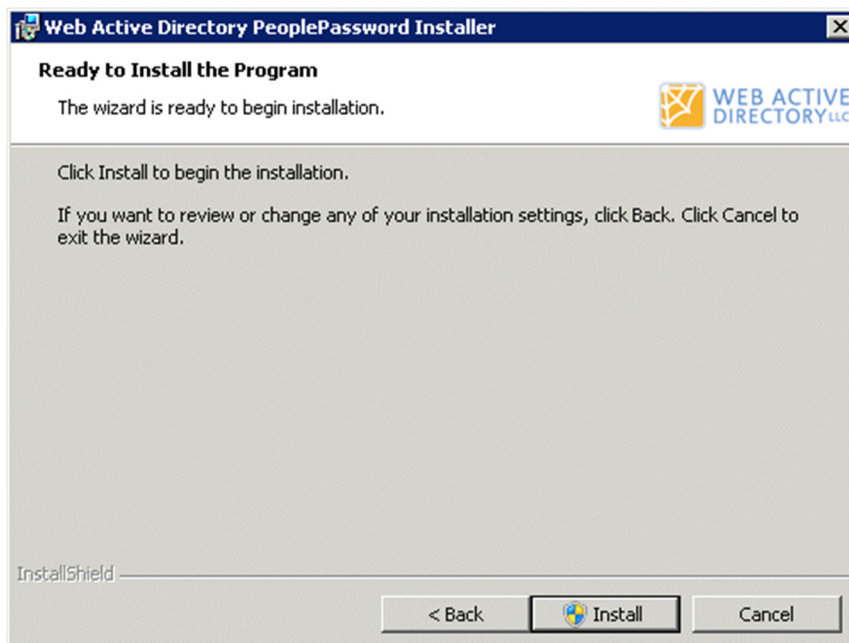 Web Active Directory PeoplePassword Installer
Ready to Install the Program
The wizard is ready to begin installation.
WEB ACTIVE
DIRECTORY LLC
Click Install to begin the installation.
If you want to review or change any of your installation settings, click Back. Click Cancel to
exit the wizard.
InstallShield
< Back
Install
Cancel